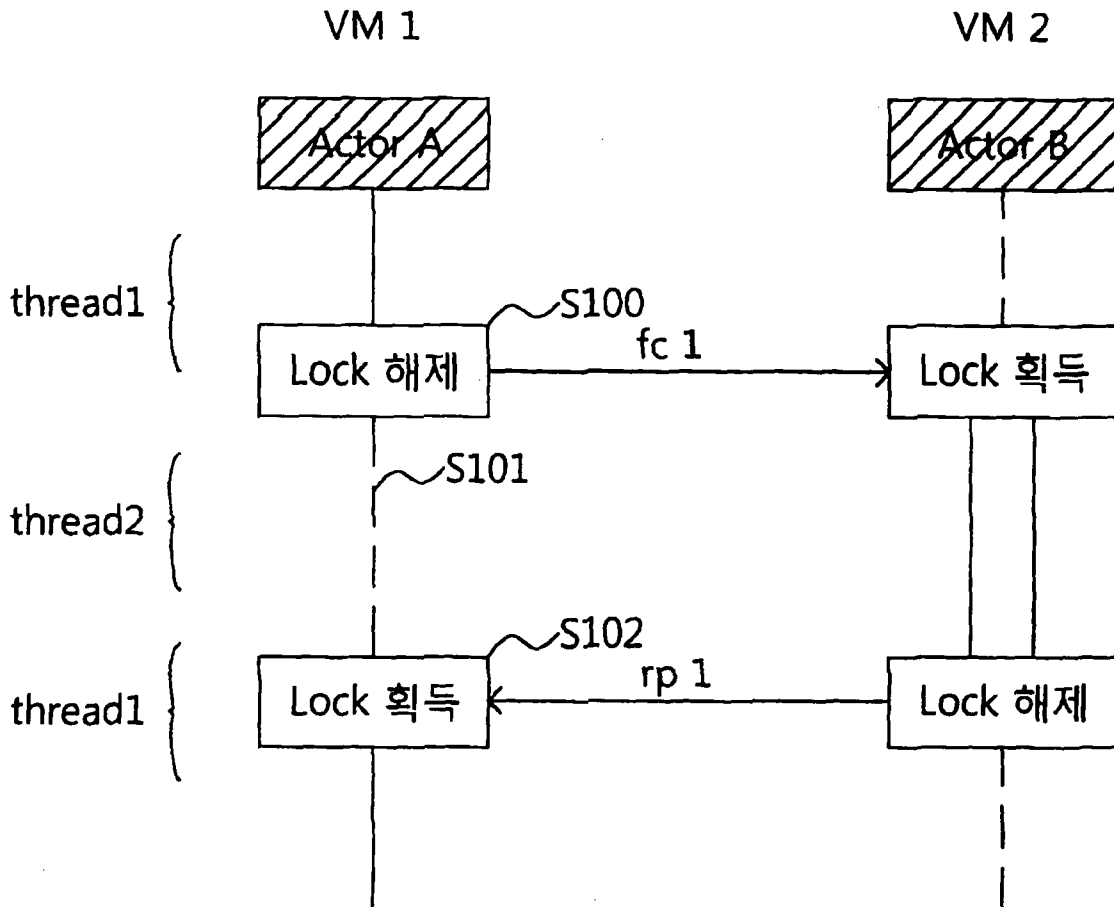 VM 1
VM 2
Actor A
Actor B
thread1
S100
fc 1
Lock 해제
Lock 획득
S101
thread2
S102
rp 1
thread1
Lock 획득
Lock 해제